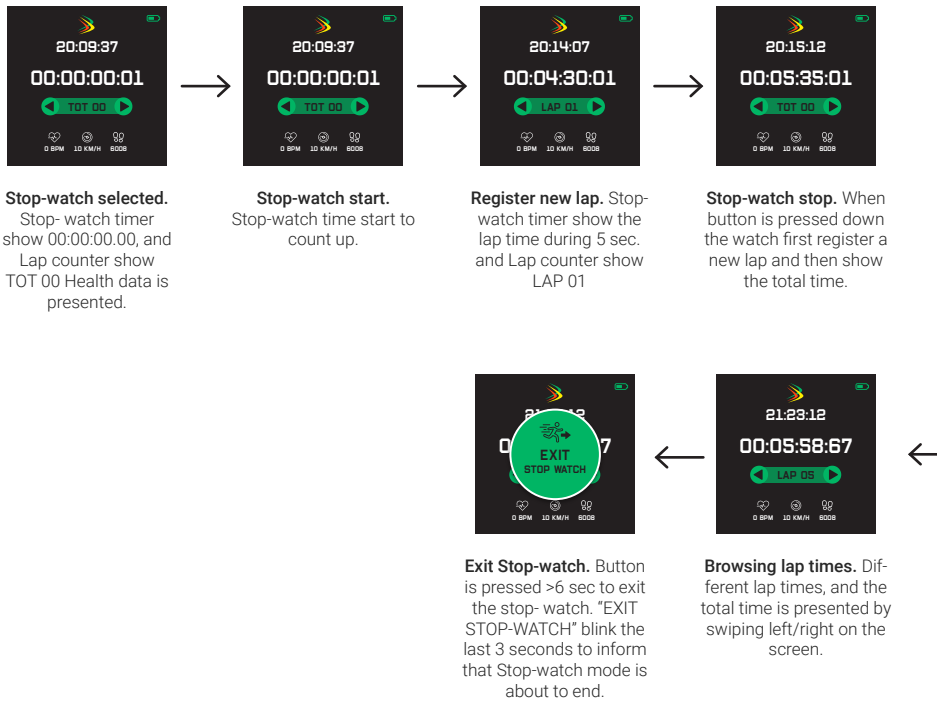 20:09:37
00:00:00:01
TOT 00
0 BPM 10 KM/H 6008
Stop-watch selected.
Stop- watch timer
show 00:00:00.00, and
Lap counter show
TOT 00 Health data is
presented.
20:09:37
00:00:00:01
TOT 00
0 BPM 10 KM/H 6008
Stop-watch start.
Stop-watch time start to
count up.
20:14:07
00:04:30:01
LAP 01
0 BPM 10 KM/H 6008
Register new lap. Stop-
watch timer show the
lap time during 5 sec.
and Lap counter show
LAP 01
20:15:12
00:05:35:01
TOT 00
0 BPM 10 KM/H 6008
Stop-watch stop. When
button is pressed down
the watch first register a
new lap and then show
the total time.
EXIT
STOP WATCH
0 BPM 10 KM/H 6008
Exit Stop-watch. Button
is pressed >6 sec to exit
the stop- watch. “EXIT
STOP-WATCH” blink the
last 3 seconds to inform
that Stop-watch mode is
about to end.
21:23:12
00:05:58:67
LAP 05
0 BPM 10 KM/H 6008
Browsing lap times. Dif-
ferent lap times, and the
total time is presented by
swiping left/right on the
screen.